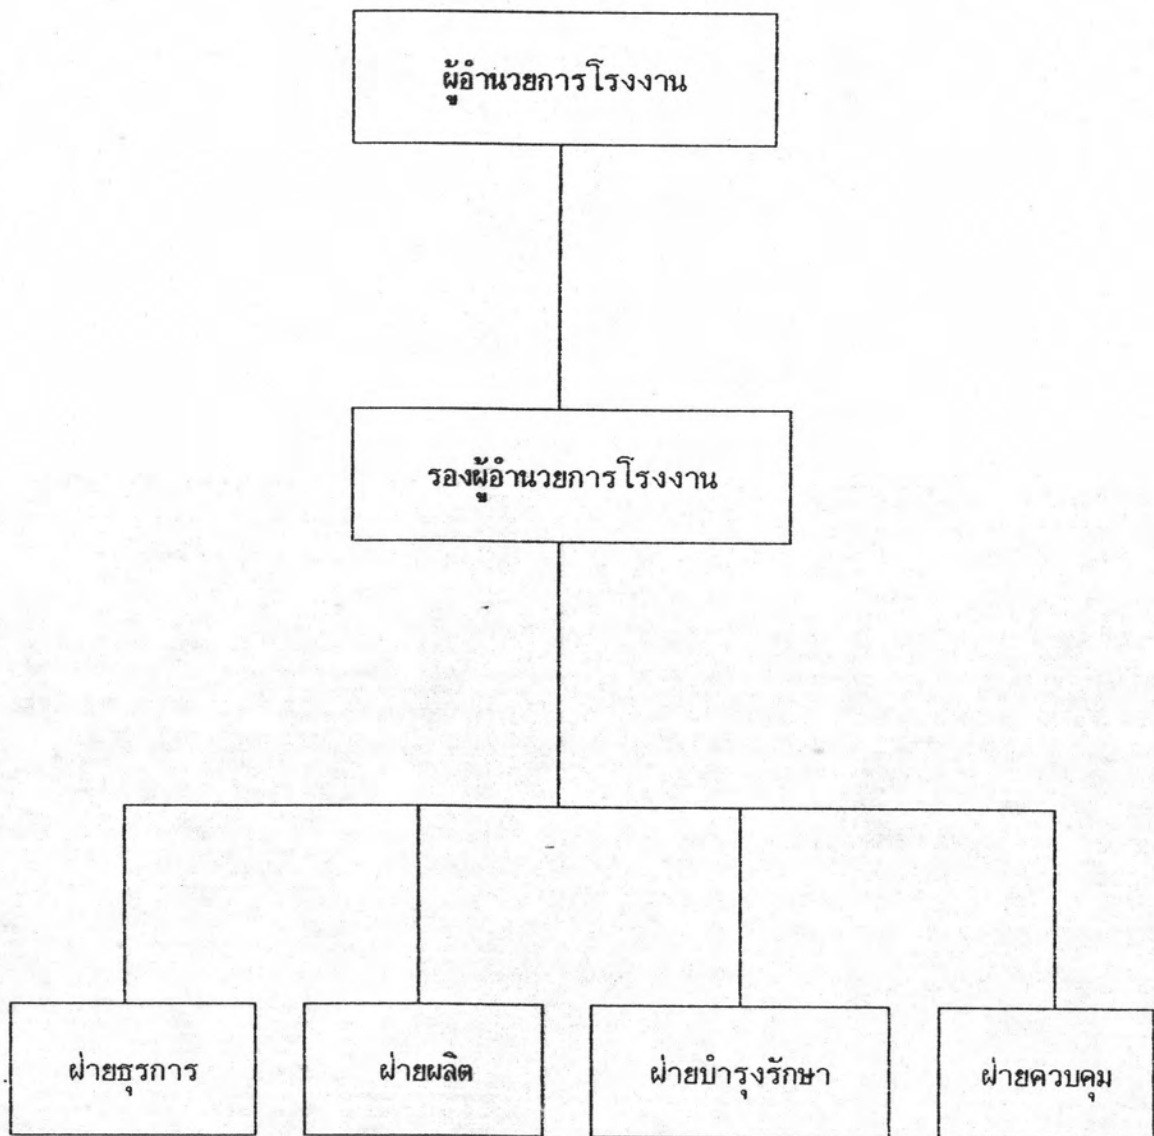 ผู้อำนวยการโรงงาน
รองผู้อำนวยการโรงงาน
ฝ่ายธุรการ
ฝ่ายผลิต
ฝ่ายบำรุงรักษา
ฝ่ายควบคุม